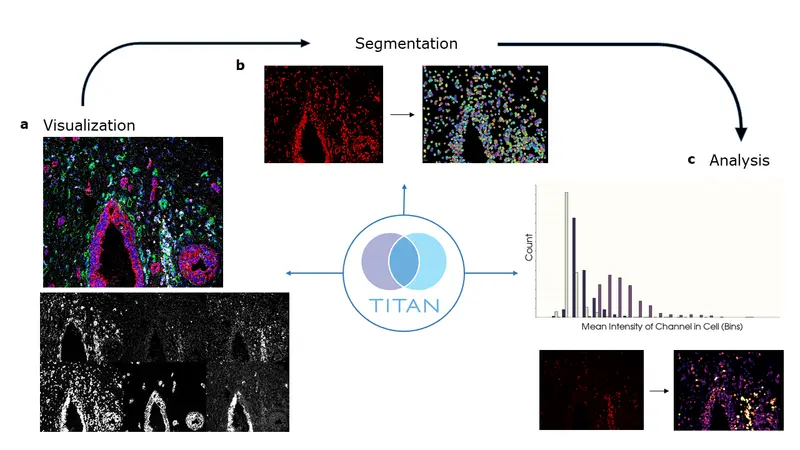 Segmentation
b
a Visualization
c Analysis
Count
TITAN
Mean Intensity of Channel in Cell (Bins)